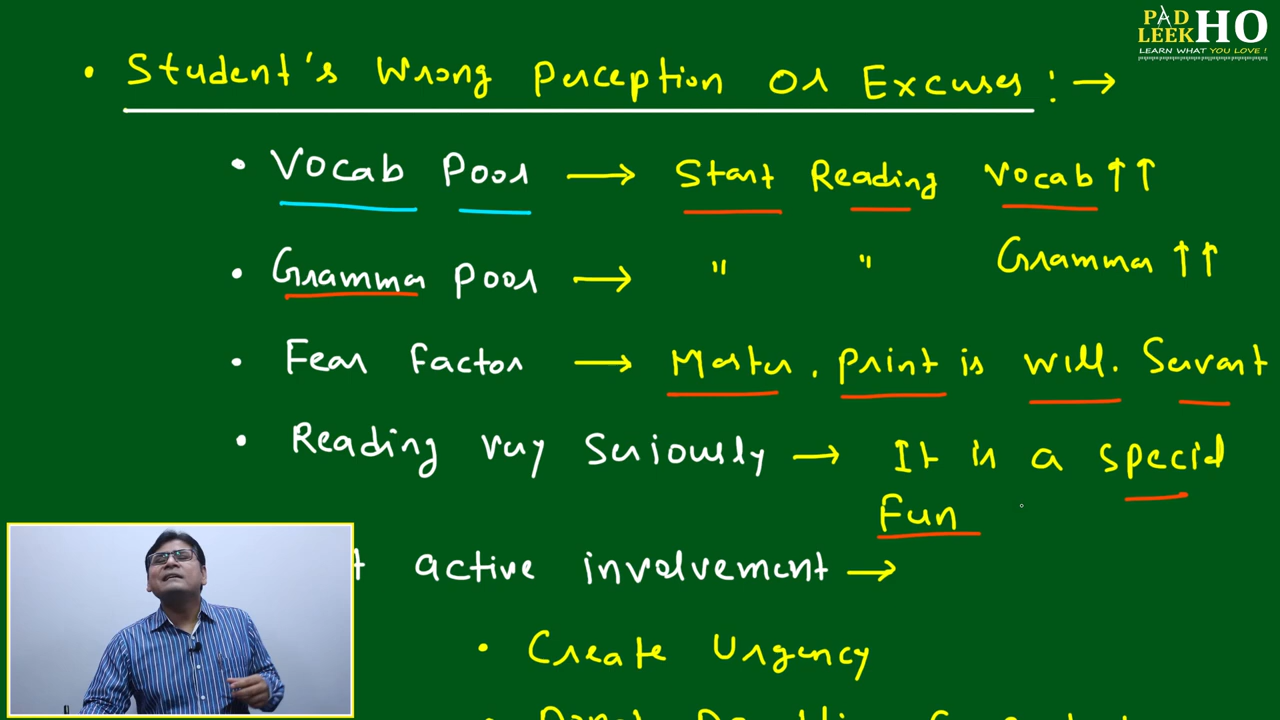 PAD HO
LEEK
LEARN WHAT YOU LOVE !
• Student's Wrong Perception Or Excuses : →
• Vocab Poor → Start Reading Vocab ↑↑
• Grammar Poor → " " Grammar ↑↑
• Fear Factor → Master . Print is will. Servant
• Reading very Seriously → It is a special
Fun
active involvement →
• Create Urgency